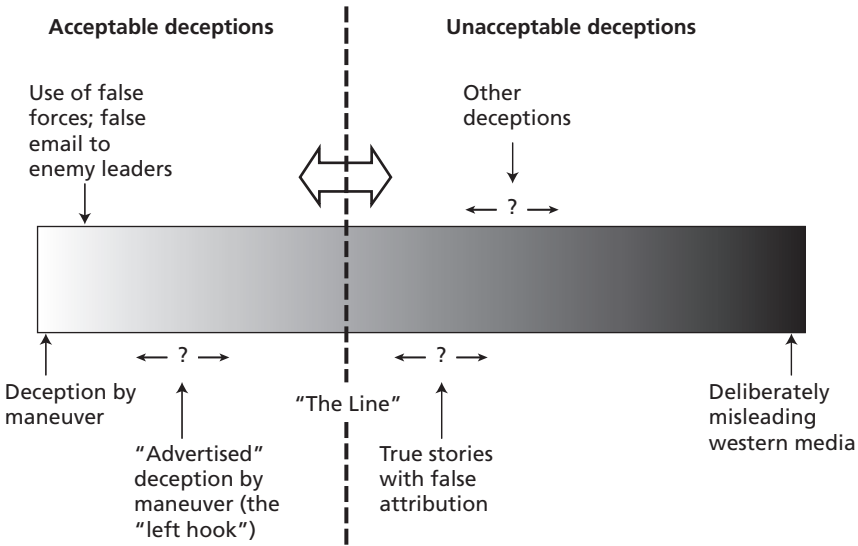 Acceptable deceptions
Unacceptable deceptions
Use of false
forces; false
email to
enemy leaders
Other
deceptions
?
?
?
Deception by
maneuver
“The Line”
Deliberately
misleading
western media
“Advertised”
deception by
maneuver (the
“left hook”)
True stories
with false
attribution